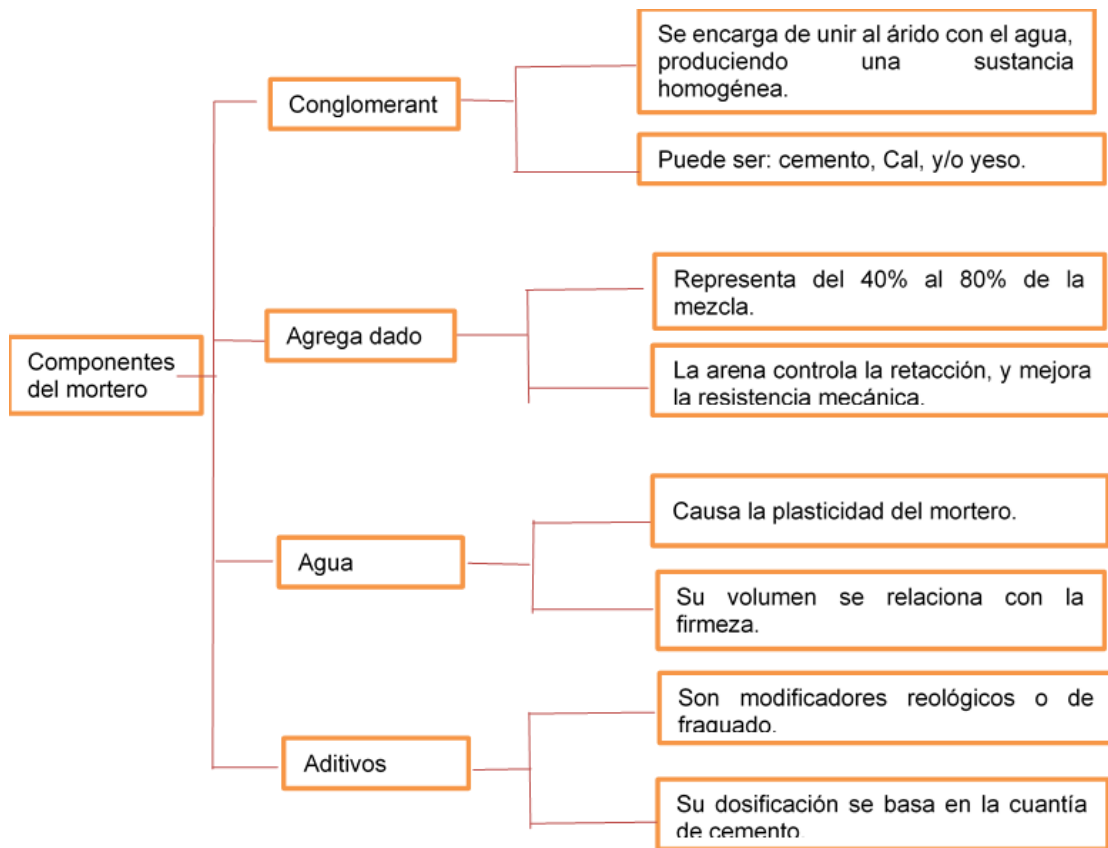 Componentes
del mortero
Conglomerant
Se encarga de unir al árido con el agua,
produciendo una sustancia
homogénea.
Puede ser: cemento, Cal, y/o yeso.
Agrega dado
Representa del 40% al 80% de la
mezcla.
La arena controla la retacción, y mejora
la resistencia mecánica.
Agua
Causa la plasticidad del mortero.
Su volumen se relaciona con la
firmeza.
Aditivos
Son modificadores reológicos o de
fraguado.
Su dosificación se basa en la cuantía
de cemento.